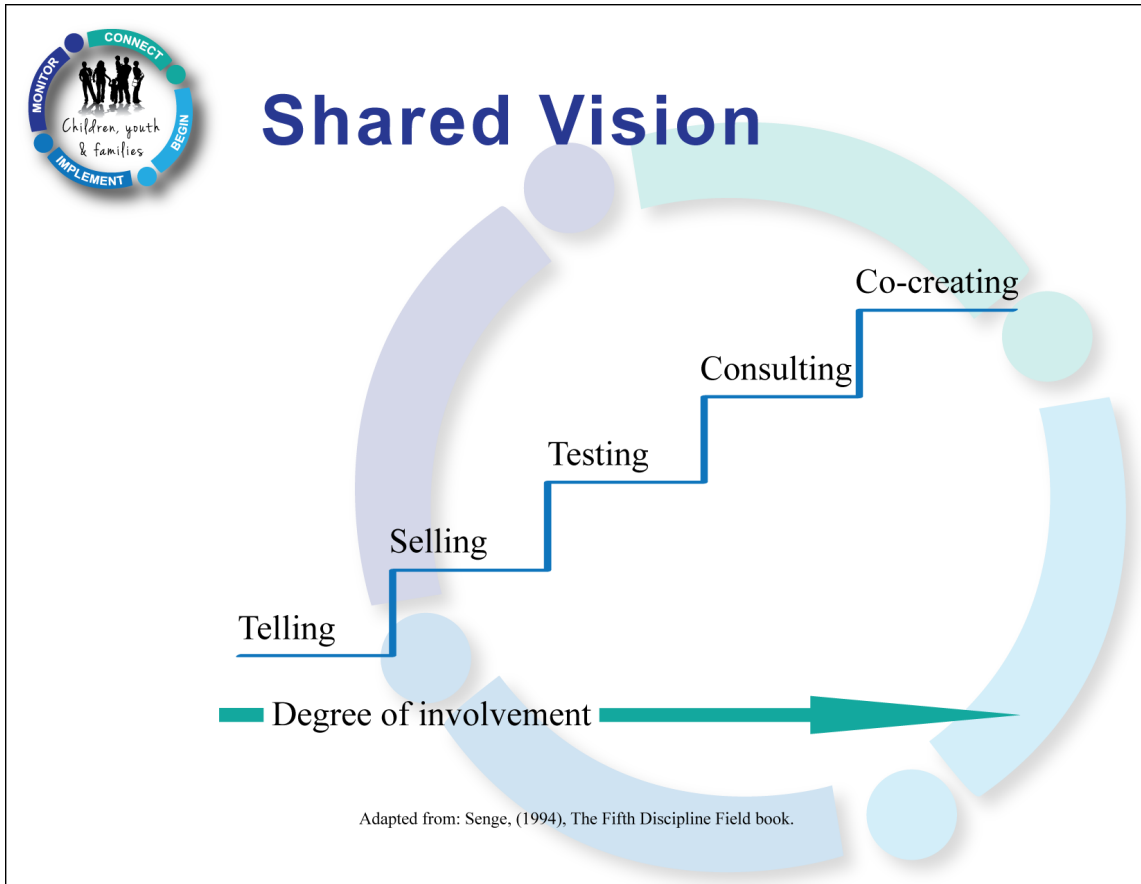 CONNECT
MONITOR
Children, youth
& families
BEGIN
IMPLEMENT
Shared Vision
Co-creating
Consulting
Testing
Selling
Telling
Degree of involvement
Adapted from: Senge, (1994), The Fifth Discipline Field book.